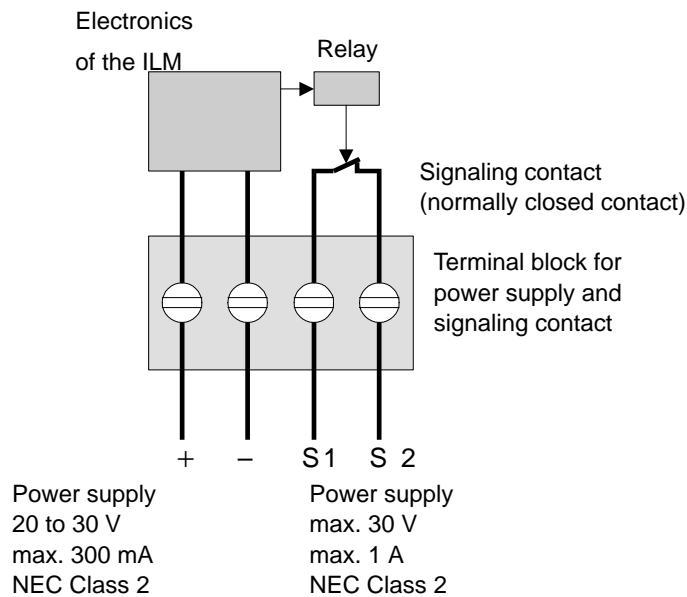 Electronics
of the ILM
Relay
Signaling contact
(normally closed contact)
Terminal block for
power supply and
signaling contact
+ – S1 S 2
Power supply
20 to 30 V
max. 300 mA
NEC Class 2
Power supply
max. 30 V
max. 1 A
NEC Class 2